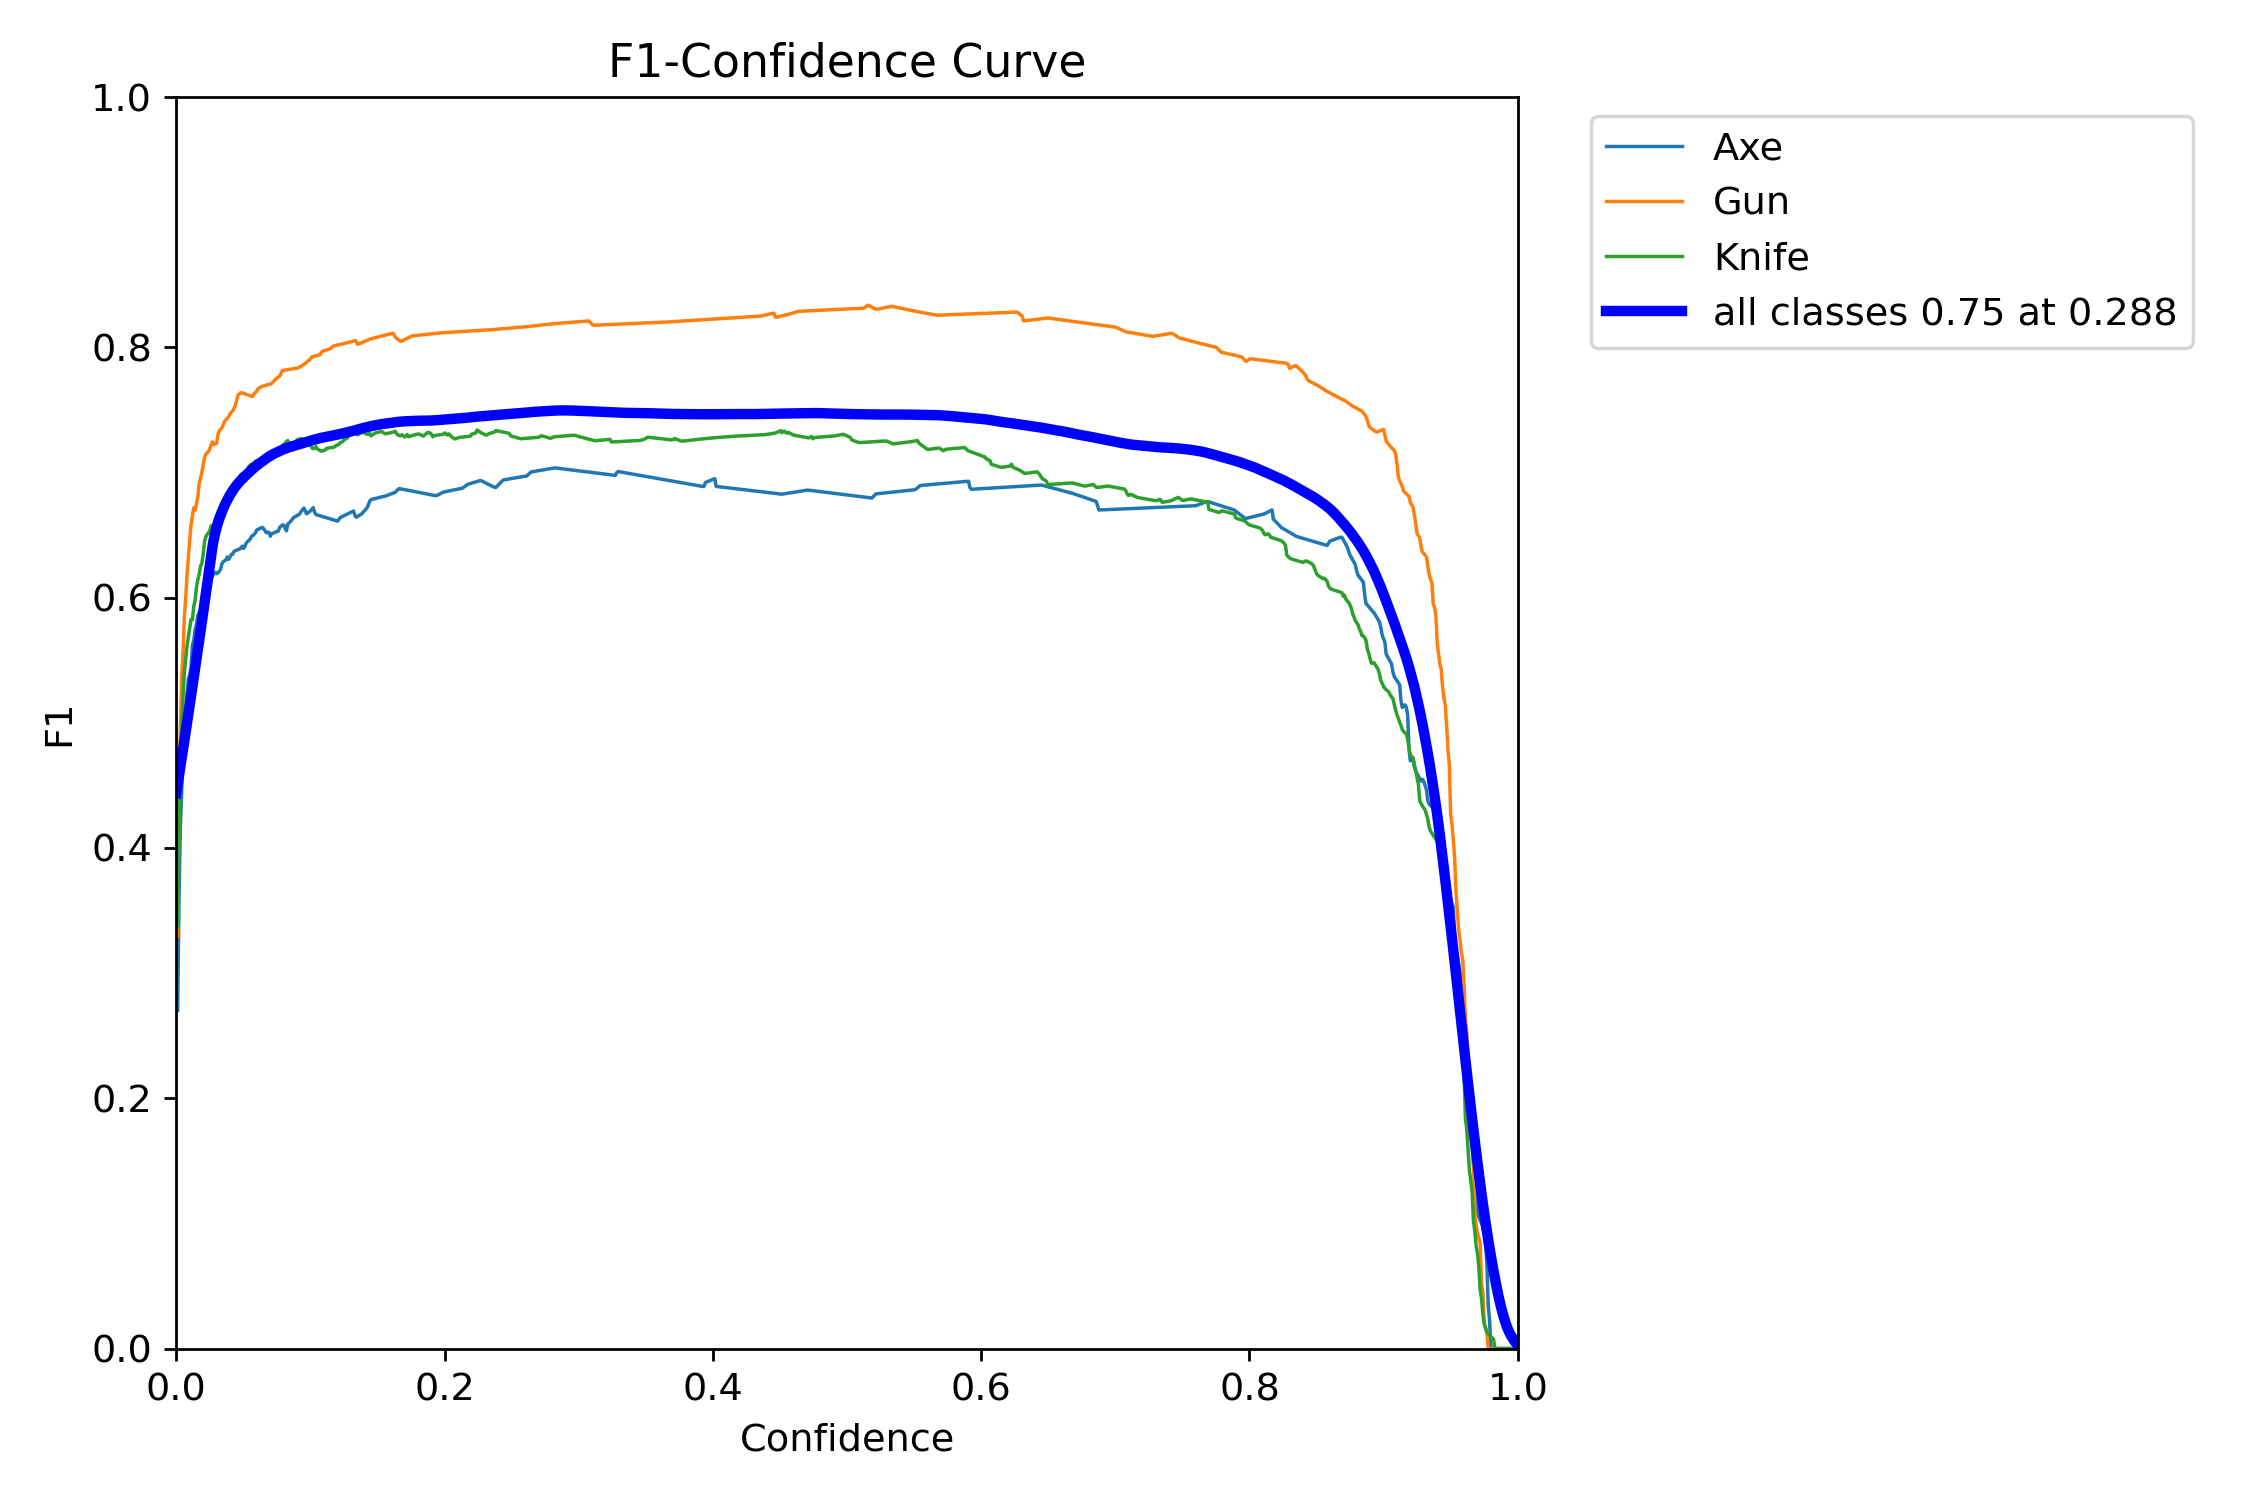 F1-Confidence Curve
1.0
0.8
0.6
0.4
0.2
0.0
F1
0.0 0.2 0.4 0.6 0.8 1.0
Confidence
Axe
Gun
Knife
all classes 0.75 at 0.288